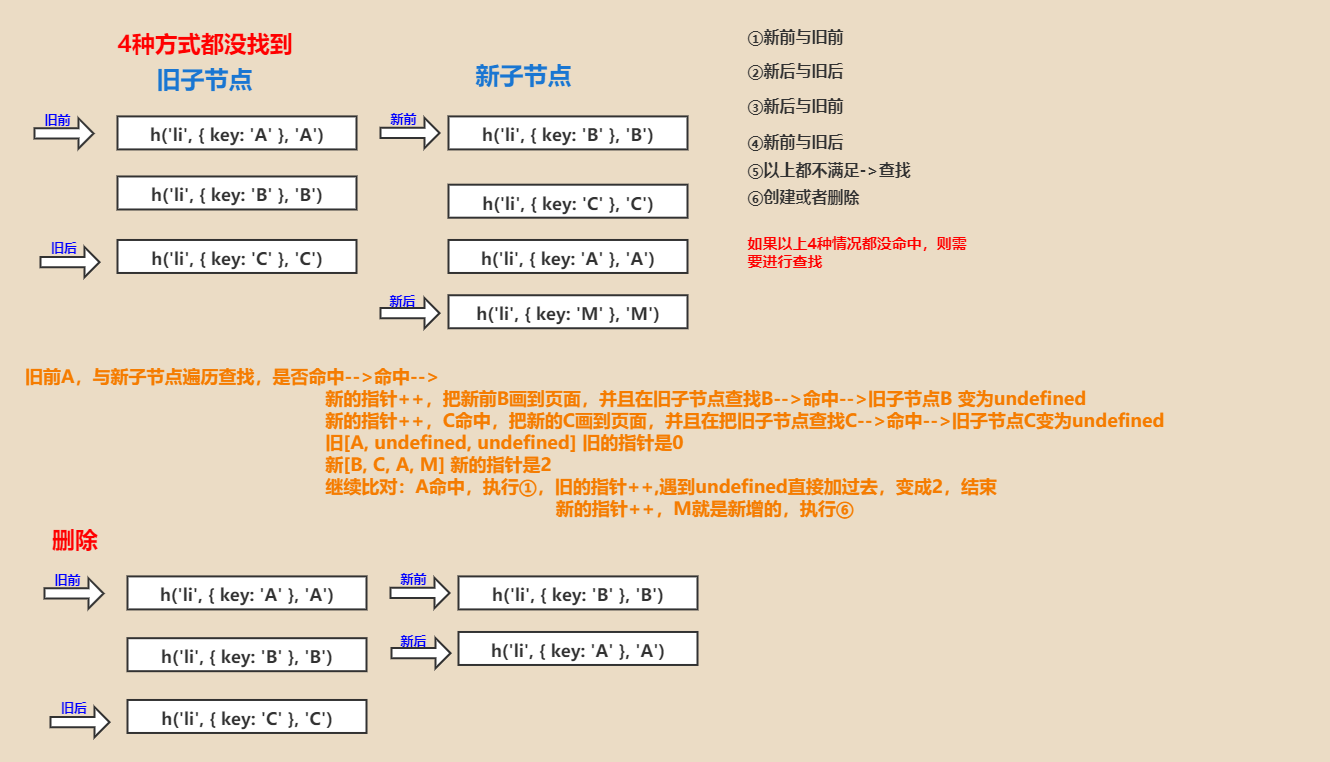 4种方式都没找到
旧子节点
新子节点
旧前
h('li', { key: 'A' }, 'A')
新前
h('li', { key: 'B' }, 'B')
h('li', { key: 'B' }, 'B')
h('li', { key: 'C' }, 'C')
旧后
h('li', { key: 'C' }, 'C')
h('li', { key: 'A' }, 'A')
新后
h('li', { key: 'M' }, 'M')
①新前与旧前
②新后与旧后
③新后与旧前
④新前与旧后
⑤以上都不满足->查找
⑥创建或者删除
如果以上4种情况都没命中，则需
要进行查找
旧前A，与新子节点遍历查找，是否命中-->命中-->
新的指针++，把新前B画到页面，并且在旧子节点查找B-->命中-->旧子节点B 变为undefined
新的指针++，C命中，把新的C画到页面，并且在把旧子节点查找C-->命中-->旧子节点C变为undefined
旧[A, undefined, undefined] 旧的指针是0
新[B, C, A, M] 新的指针是2
继续比对：A命中，执行①，旧的指针++,遇到undefined直接加过去，变成2，结束
新的指针++，M就是新增的，执行⑥
删除
旧前
h('li', { key: 'A' }, 'A')
新前
h('li', { key: 'B' }, 'B')
h('li', { key: 'B' }, 'B')
新后
h('li', { key: 'A' }, 'A')
旧后
h('li', { key: 'C' }, 'C')